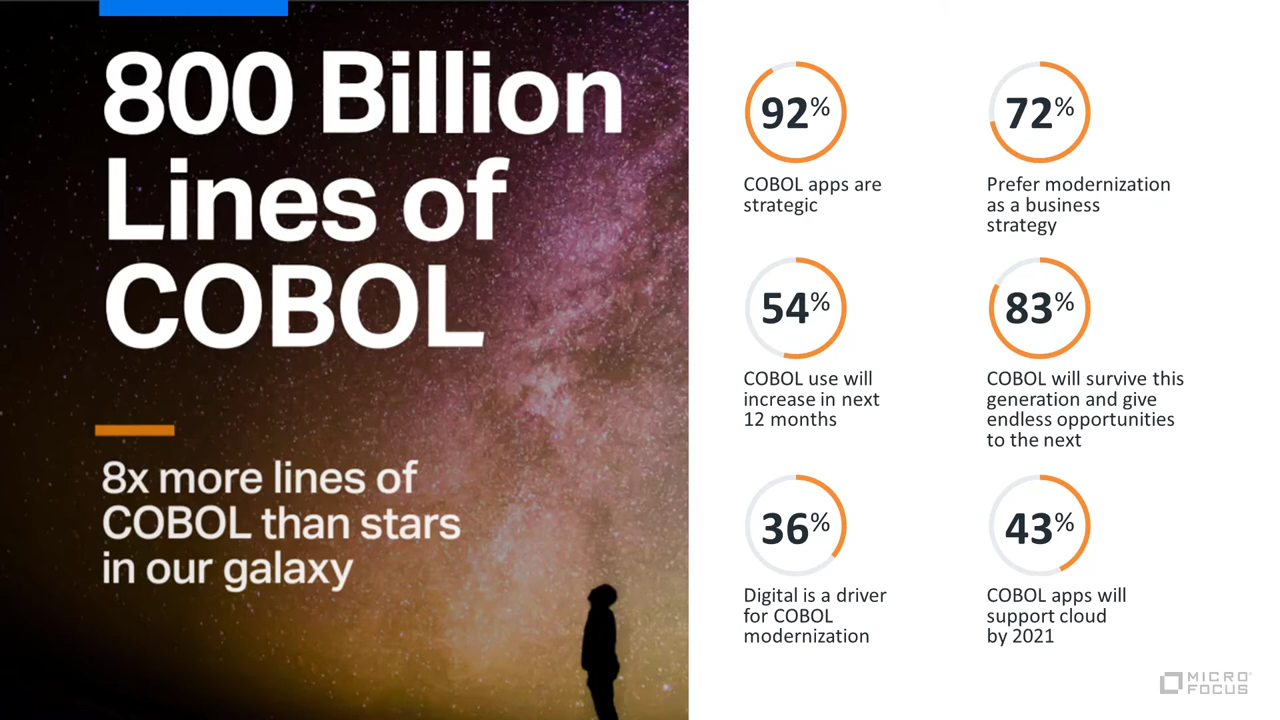 800 Billion
Lines of
COBOL
8x more lines of
COBOL than stars
in our galaxy
92%
COBOL apps are
strategic
72%
Prefer modernization
as a business
strategy
54%
COBOL use will
increase in next
12 months
83%
COBOL will survive this
generation and give
endless opportunities
to the next
36%
Digital is a driver
for COBOL
modernization
43%
COBOL apps will
support cloud
by 2021
MICRO
FOCUS